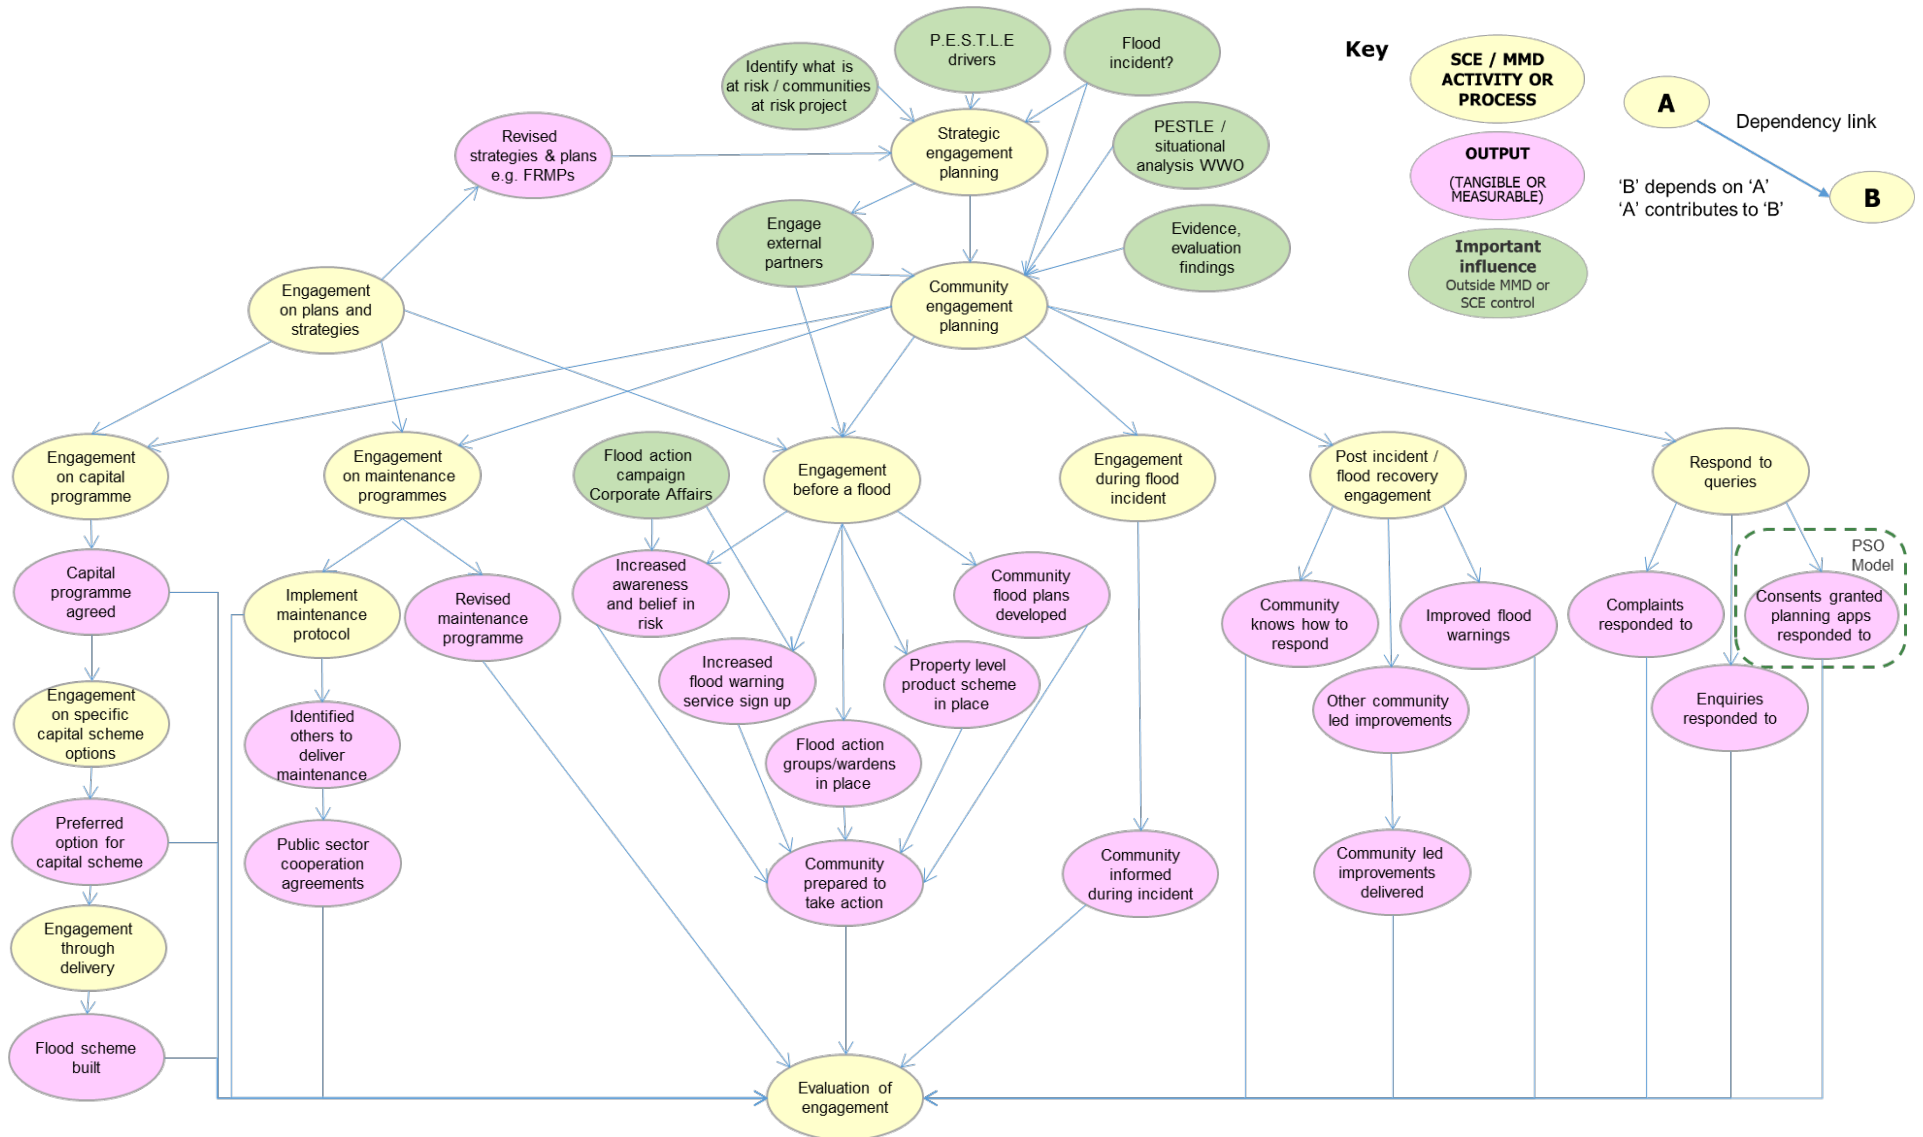 P.E.S.T.L.E
drivers
Flood
incident?
Identify what is
at risk / communities
at risk project
Key
SCE / MMD
ACTIVITY OR
PROCESS
A
Dependency link
Revised
strategies & plans
e.g. FRMPs
Strategic
engagement
planning
PESTLE /
situational
analysis WWO
OUTPUT
(TANGIBLE OR
MEASURABLE)
‘B’ depends on ‘A’
‘A’ contributes to ‘B’
B
Engage
external
partners
Evidence,
evaluation
findings
Important
influence
Outside MMD or
SCE control
Engagement
on plans and
strategies
Community
engagement
planning
Engagement
on capital
programme
Engagement
on maintenance
programmes
Flood action
campaign
Corporate Affairs
Engagement
before a flood
Engagement
during flood
incident
Post incident /
flood recovery
engagement
Respond to
queries
PSO
Model
Capital
programme
agreed
Implement
maintenance
protocol
Revised
maintenance
programme
Increased
awareness
and belief in
risk
Community
flood plans
developed
Community
knows how to
respond
Improved flood
warnings
Complaints
responded to
Consents granted
planning apps
responded to
Increased
flood warning
service sign up
Property level
product scheme
in place
Engagement
on specific
capital scheme
options
Identified
others to
deliver
maintenance
Flood action
groups/wardens
in place
Other community
led improvements
Enquiries
responded to
Preferred
option for
capital scheme
Public sector
cooperation
agreements
Community
prepared to
take action
Community
informed
during incident
Community led
improvements
delivered
Engagement
through
delivery
Flood scheme
built
Evaluation of
engagement